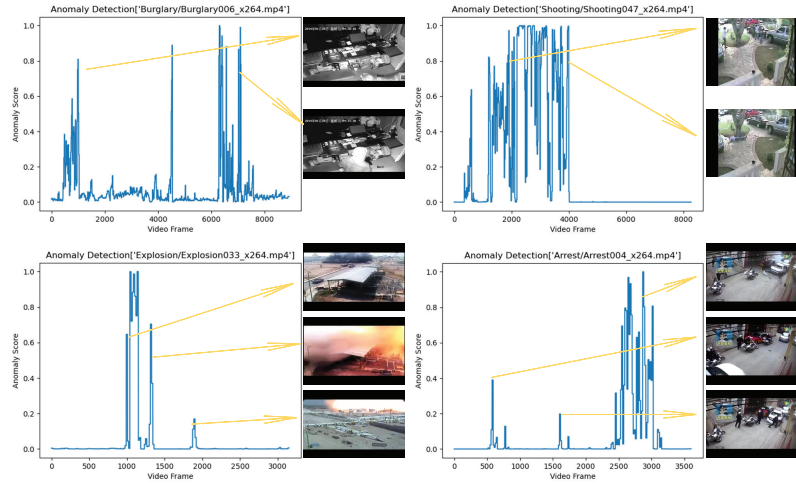 Anomaly Detection['Burglary/Burglary006_x264.mp4']
1.0
0.8
0.6
0.4
0.2
0.0
Anomaly Score
0 2000 4000 6000 8000
Video Frame
Anomaly Detection['Shooting/Shooting047_x264.mp4']
1.0
0.8
0.6
0.4
0.2
0.0
Anomaly Score
0 2000 4000 6000 8000
Video Frame
Anomaly Detection['Explosion/Explosion033_x264.mp4']
1.0
0.8
0.6
0.4
0.2
0.0
Anomaly Score
0 500 1000 1500 2000 2500 3000
Video Frame
Anomaly Detection['Arrest/Arrest004_x264.mp4']
1.0
0.8
0.6
0.4
0.2
0.0
Anomaly Score
0 500 1000 1500 2000 2500 3000 3500
Video Frame